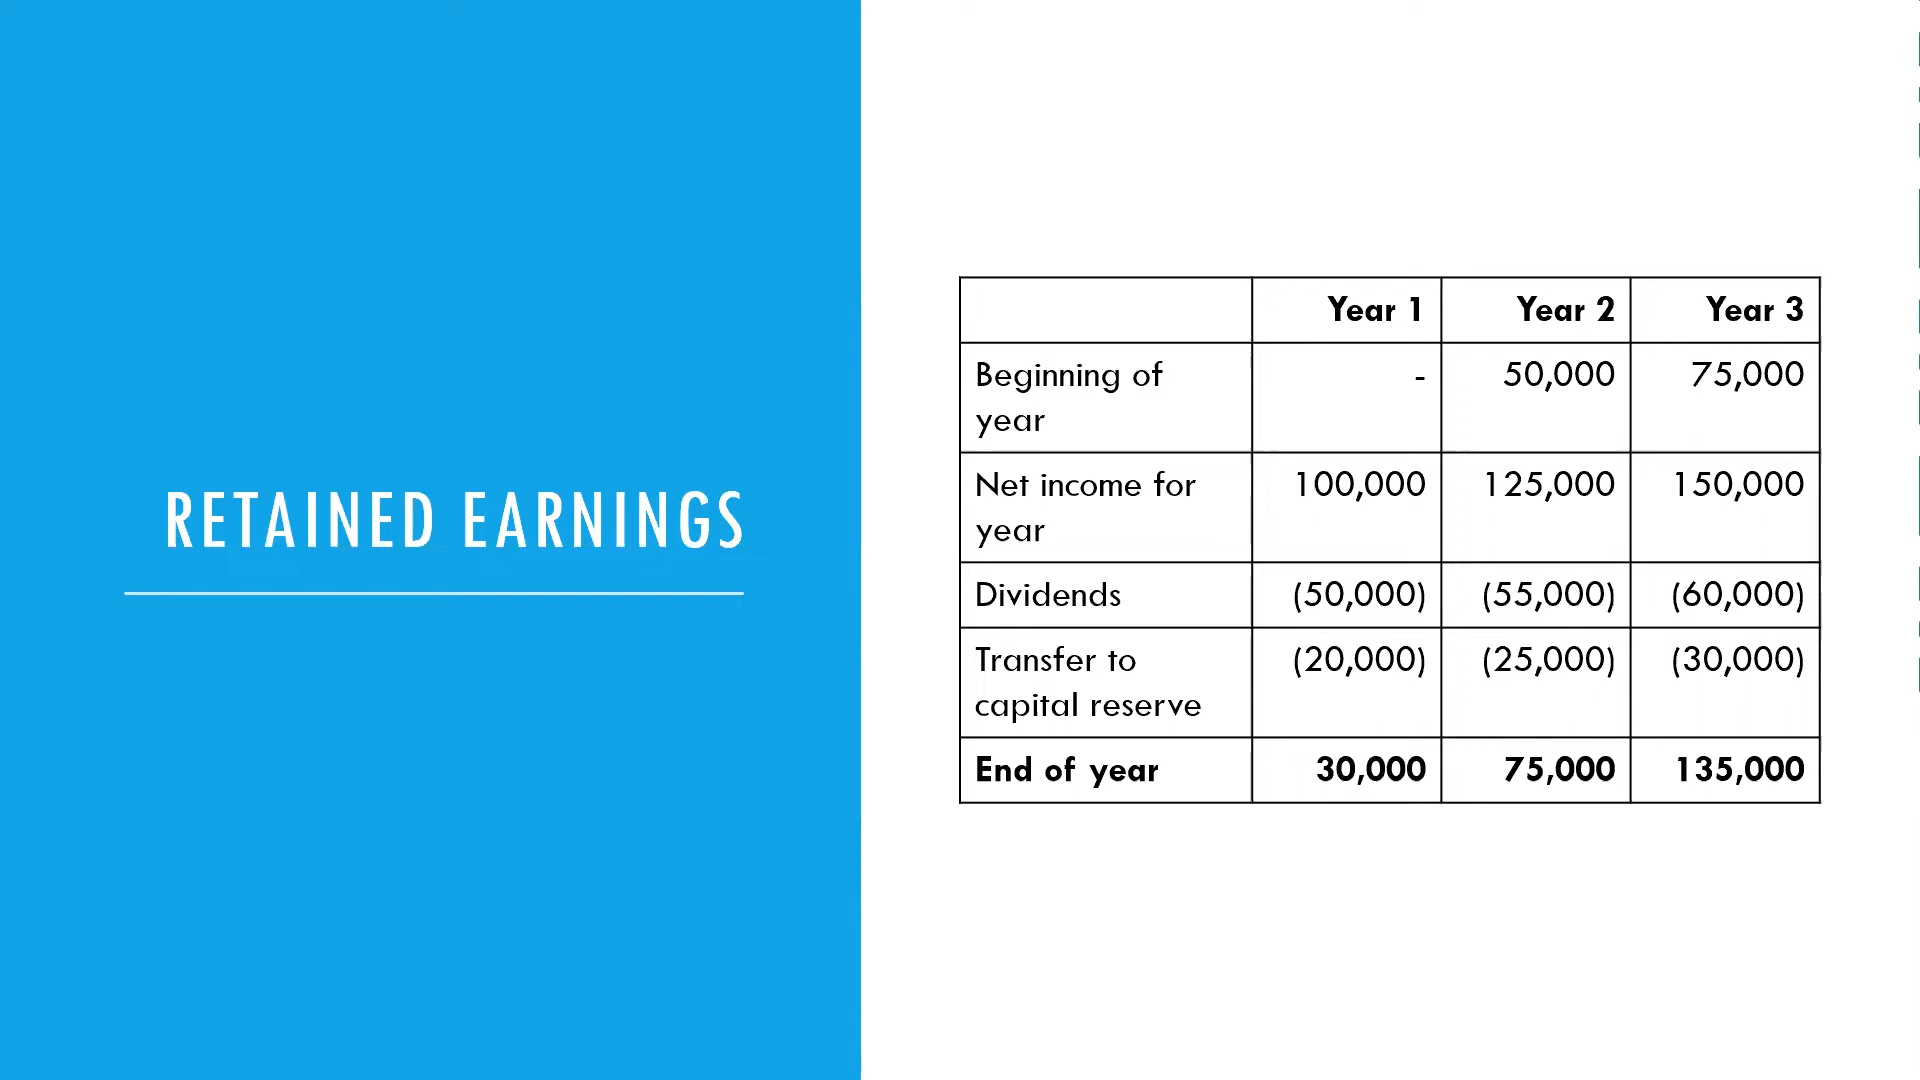 RETAINED EARNINGS
Year 1 Year 2 Year 3
Beginning of - 50,000 75,000
year
Net income for 100,000 125,000 150,000
year
Dividends (50,000) (55,000) (60,000)
Transfer to (20,000) (25,000) (30,000)
capital reserve
End of year 30,000 75,000 135,000